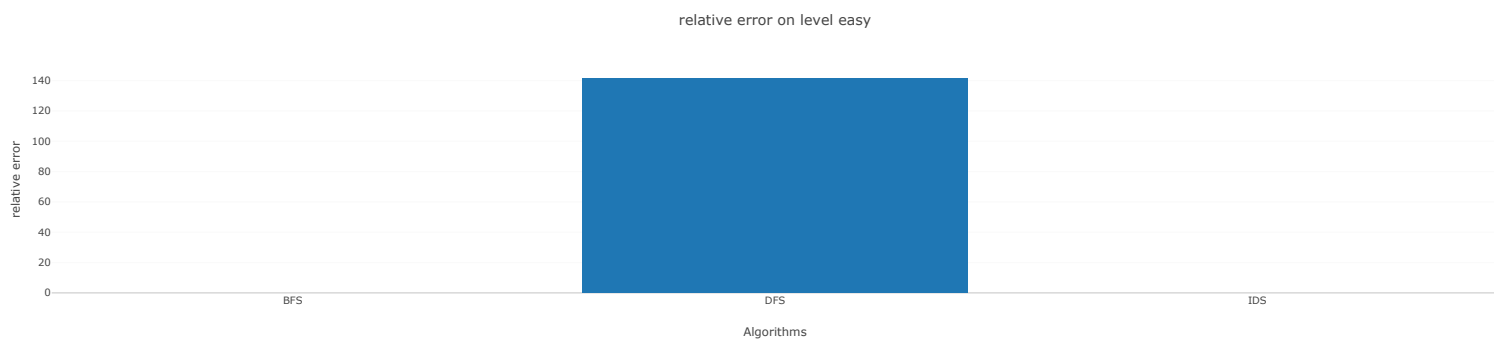 relative error on level easy
relative error
140
120
100
80
60
40
20
0
BFS DFS IDS
Algorithms